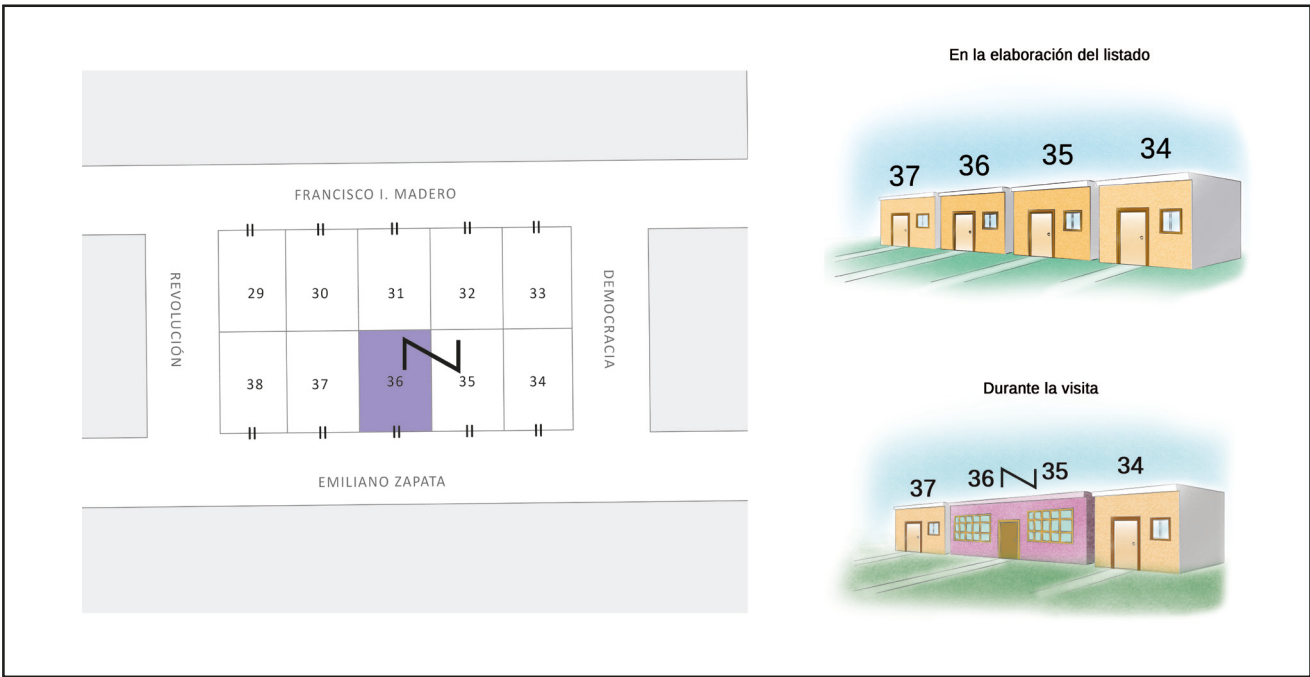 En la elaboración del listado
37 36 35 34
FRANCISCO I. MADERO
REVOLUCIÓN
29 30 31 32 33
DEMOCRACIA
38 37 36 35 34
EMILIANO ZAPATA
Durante la visita
37 36 35 34